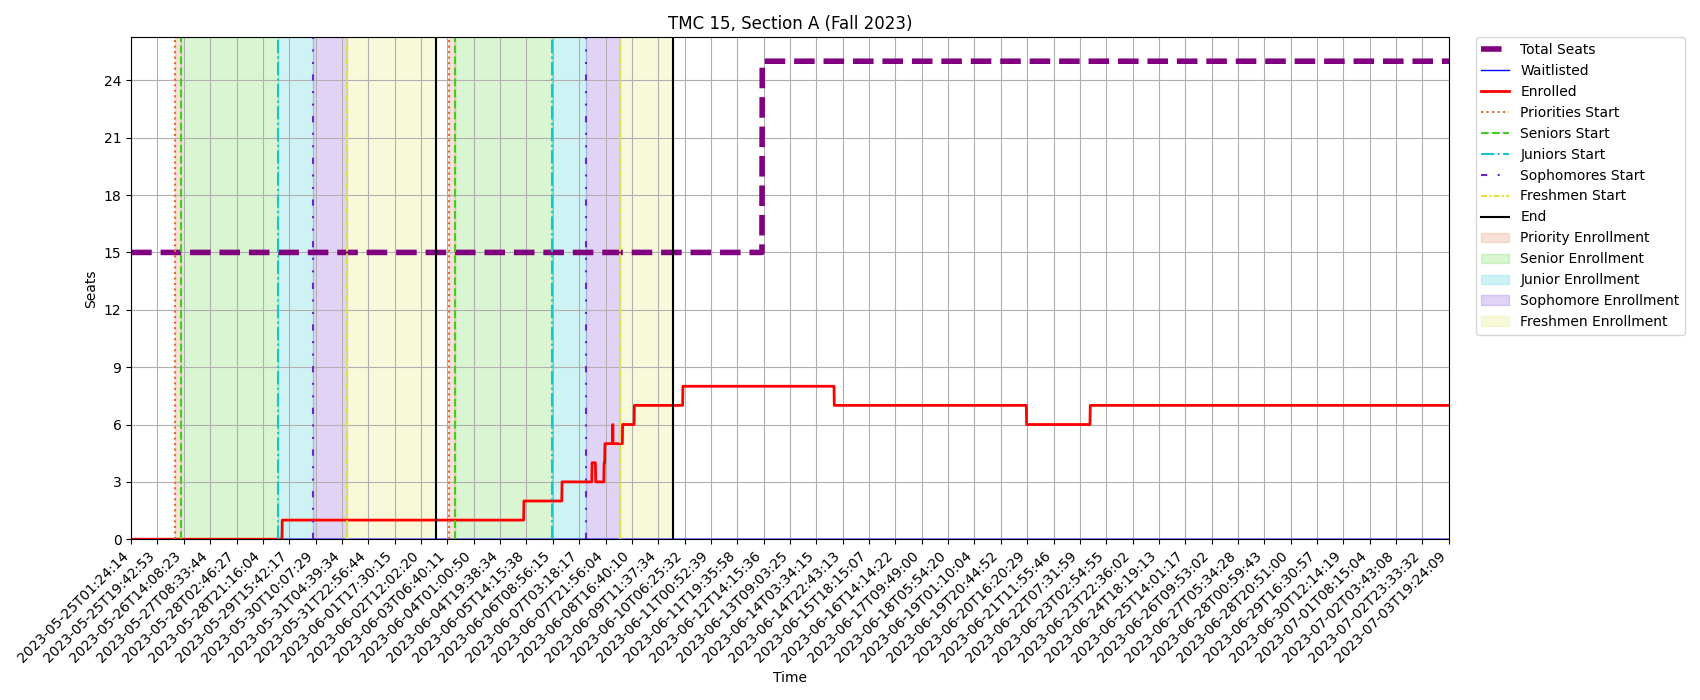 TMC 15, Section A (Fall 2023)
Total Seats
Waitlisted
Enrolled
Priorities Start
Seniors Start
Juniors Start
Sophomores Start
Freshmen Start
End
Priority Enrollment
Senior Enrollment
Junior Enrollment
Sophomore Enrollment
Freshmen Enrollment
Seats
24
21
18
15
12
9
6
3
0
2023-05-25T01:24:14
2023-05-25T19:42:53
2023-05-26T14:08:23
2023-05-27T08:33:44
2023-05-28T02:46:27
2023-05-28T21:16:04
2023-05-29T15:42:17
2023-05-30T10:07:29
2023-05-31T04:39:34
2023-05-31T22:56:44
2023-06-01T17:30:15
2023-06-02T12:02:20
2023-06-03T06:40:11
2023-06-04T01:00:50
2023-06-04T19:38:34
2023-06-05T14:15:38
2023-06-06T08:56:15
2023-06-07T03:18:17
2023-06-07T21:56:04
2023-06-08T16:40:10
2023-06-09T11:37:34
2023-06-10T06:25:32
2023-06-11T00:52:39
2023-06-11T19:35:58
2023-06-12T14:15:36
2023-06-13T09:03:25
2023-06-14T03:34:15
2023-06-14T22:43:13
2023-06-15T18:15:07
2023-06-16T14:14:22
2023-06-17T09:49:00
2023-06-18T05:54:20
2023-06-19T01:10:04
2023-06-19T20:44:52
2023-06-20T16:20:29
2023-06-21T11:55:46
2023-06-22T07:31:59
2023-06-23T02:54:55
2023-06-23T22:36:02
2023-06-24T18:19:13
2023-06-25T14:01:17
2023-06-26T09:53:02
2023-06-27T05:34:28
2023-06-28T00:59:43
2023-06-28T20:51:00
2023-06-29T16:30:57
2023-06-30T12:14:19
2023-07-01T08:15:04
2023-07-02T03:43:08
2023-07-02T23:33:32
2023-07-03T19:24:09
Time